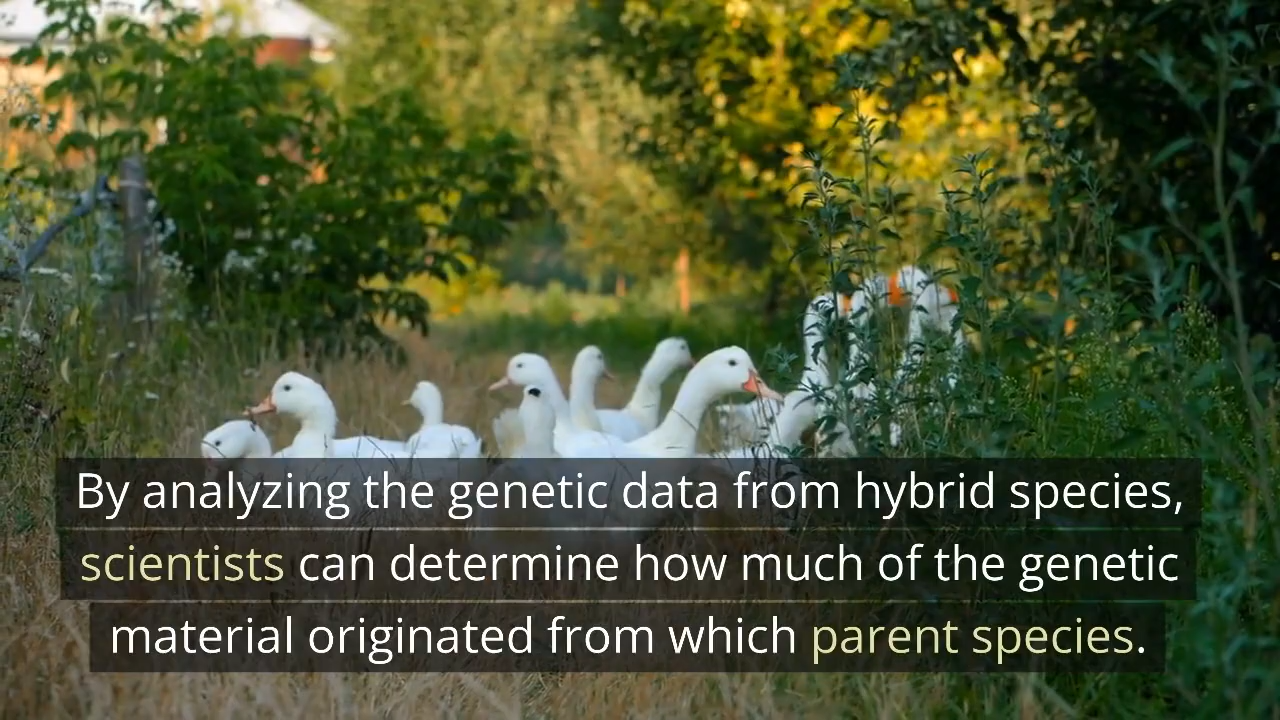 By analyzing the genetic data from hybrid species,
scientists can determine how much of the genetic
material originated from which parent species.